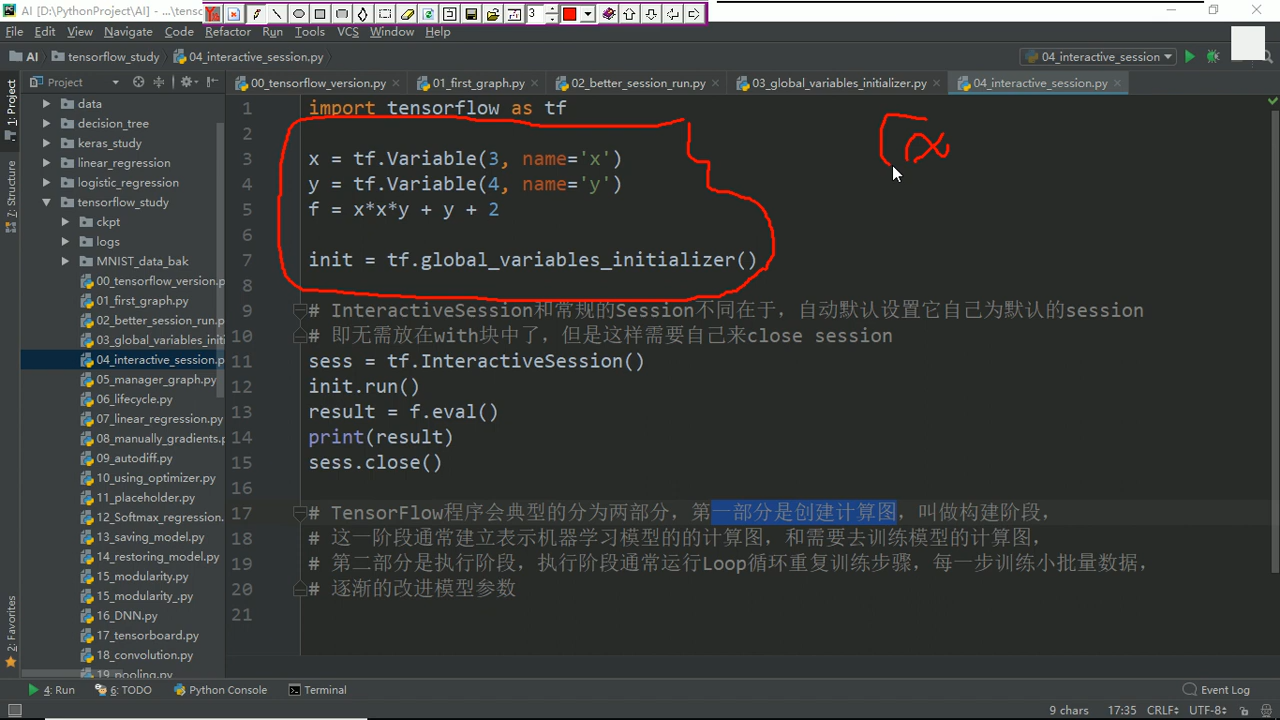 AI [D:\PythonProject\AI] - ...\tens
3
File Edit View Navigate Code Refactor Run Tools VCS Window Help
AI tensorflow_study 04_interactive_session.py
04_interactive_session
Project
00_tensorflow_version.py 01_first_graph.py 02_better_session_run.py 03_global_variables_initializer.py 04_interactive_session.py
1: Project
7: Structure
2: Favorites
data
decision_tree
keras_study
linear_regression
logistic_regression
tensorflow_study
ckpt
logs
MNIST_data_bak
00_tensorflow_version.p
01_first_graph.py
02_better_session_run.p
03_global_variables_initi
04_interactive_session.p
05_manager_graph.py
06_lifecycle.py
07_linear_regression.py
08_manually_gradients.p
09_autodiff.py
10_using_optimizer.py
11_placeholder.py
12_Softmax_regression.p
13_saving_model.py
14_restoring_model.py
15_modularity.py
15_modularity_.py
16_DNN.py
17_tensorboard.py
18_convolution.py
19_pooling.py
1 import tensorflow as tf
2
3 x = tf.Variable(3, name='x')
4 y = tf.Variable(4, name='y')
5 f = x*x*y + y + 2
6
7 init = tf.global_variables_initializer()
8
9 # InteractiveSession和常规的Session不同在于，自动默认设置它自己为默认的session
10 # 即无需放在with块中了，但是这样需要自己来close session
11 sess = tf.InteractiveSession()
12 init.run()
13 result = f.eval()
14 print(result)
15 sess.close()
16
17 # TensorFlow程序会典型的分为两部分，第一部分是创建计算图，叫做构建阶段，
18 # 这一阶段通常建立表示机器学习模型的的计算图，和需要去训练模型的计算图，
19 # 第二部分是执行阶段，执行阶段通常运行Loop循环重复训练步骤，每一步训练小批量数据，
20 # 逐渐的改进模型参数
21
x
4: Run 6: TODO Python Console Terminal Event Log
9 chars 17:35 CRLF÷ UTF-8÷